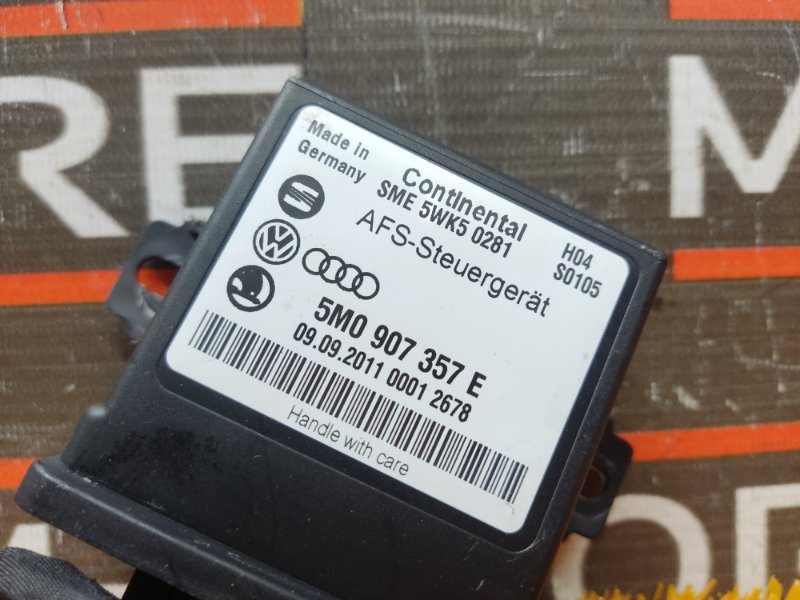 RE
M
Made in
Germany
Continental
SME 5WK5 0281
AFS-Steuergerät
H04
S0105
5M0 907 357 E
09.09.2011 0001 2678
Handle with care